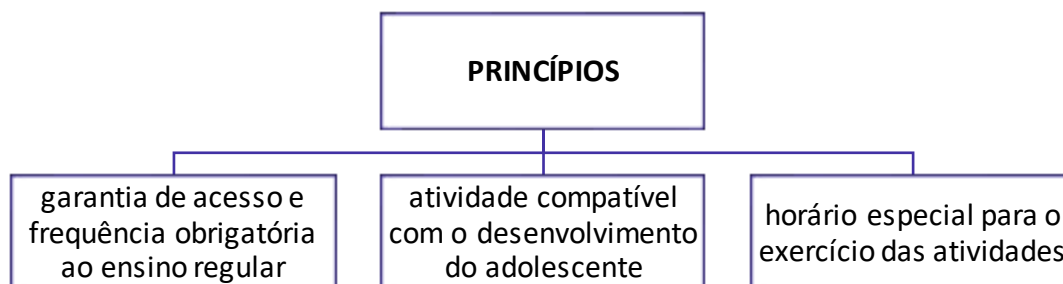 PRINCÍPIOS
garantia de acesso e
frequência obrigatória
ao ensino regular
atividade compatível
com o desenvolvimento
do adolescente
horário especial para o
exercício das atividades